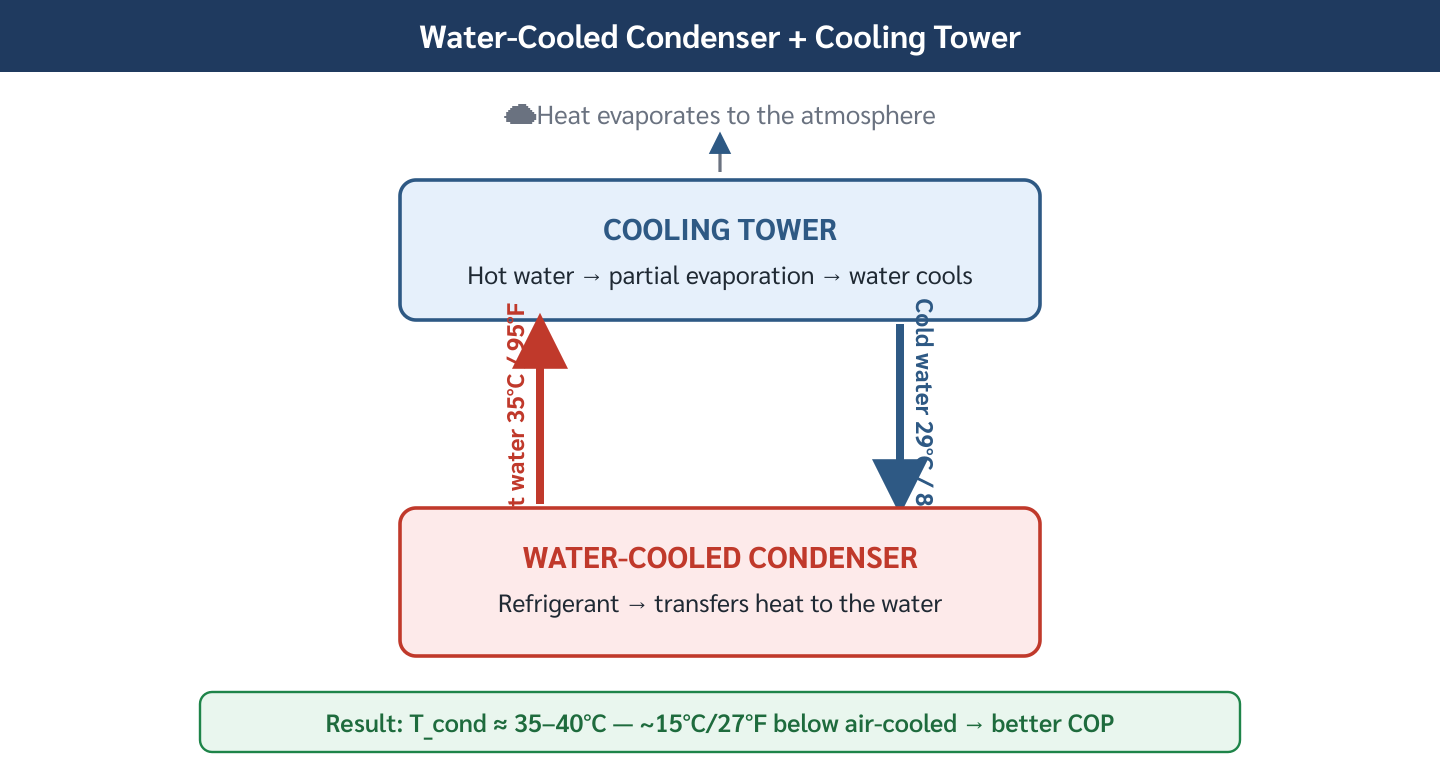 Water-Cooled Condenser + Cooling Tower
Heat evaporates to the atmosphere
COOLING TOWER
Hot water → partial evaporation → water cools
water 35°C / 95°F
Cold water 29°C / 8
WATER-COOLED CONDENSER
Refrigerant → transfers heat to the water
Result: T_cond ≈ 35–40°C — ~15°C/27°F below air-cooled → better COP